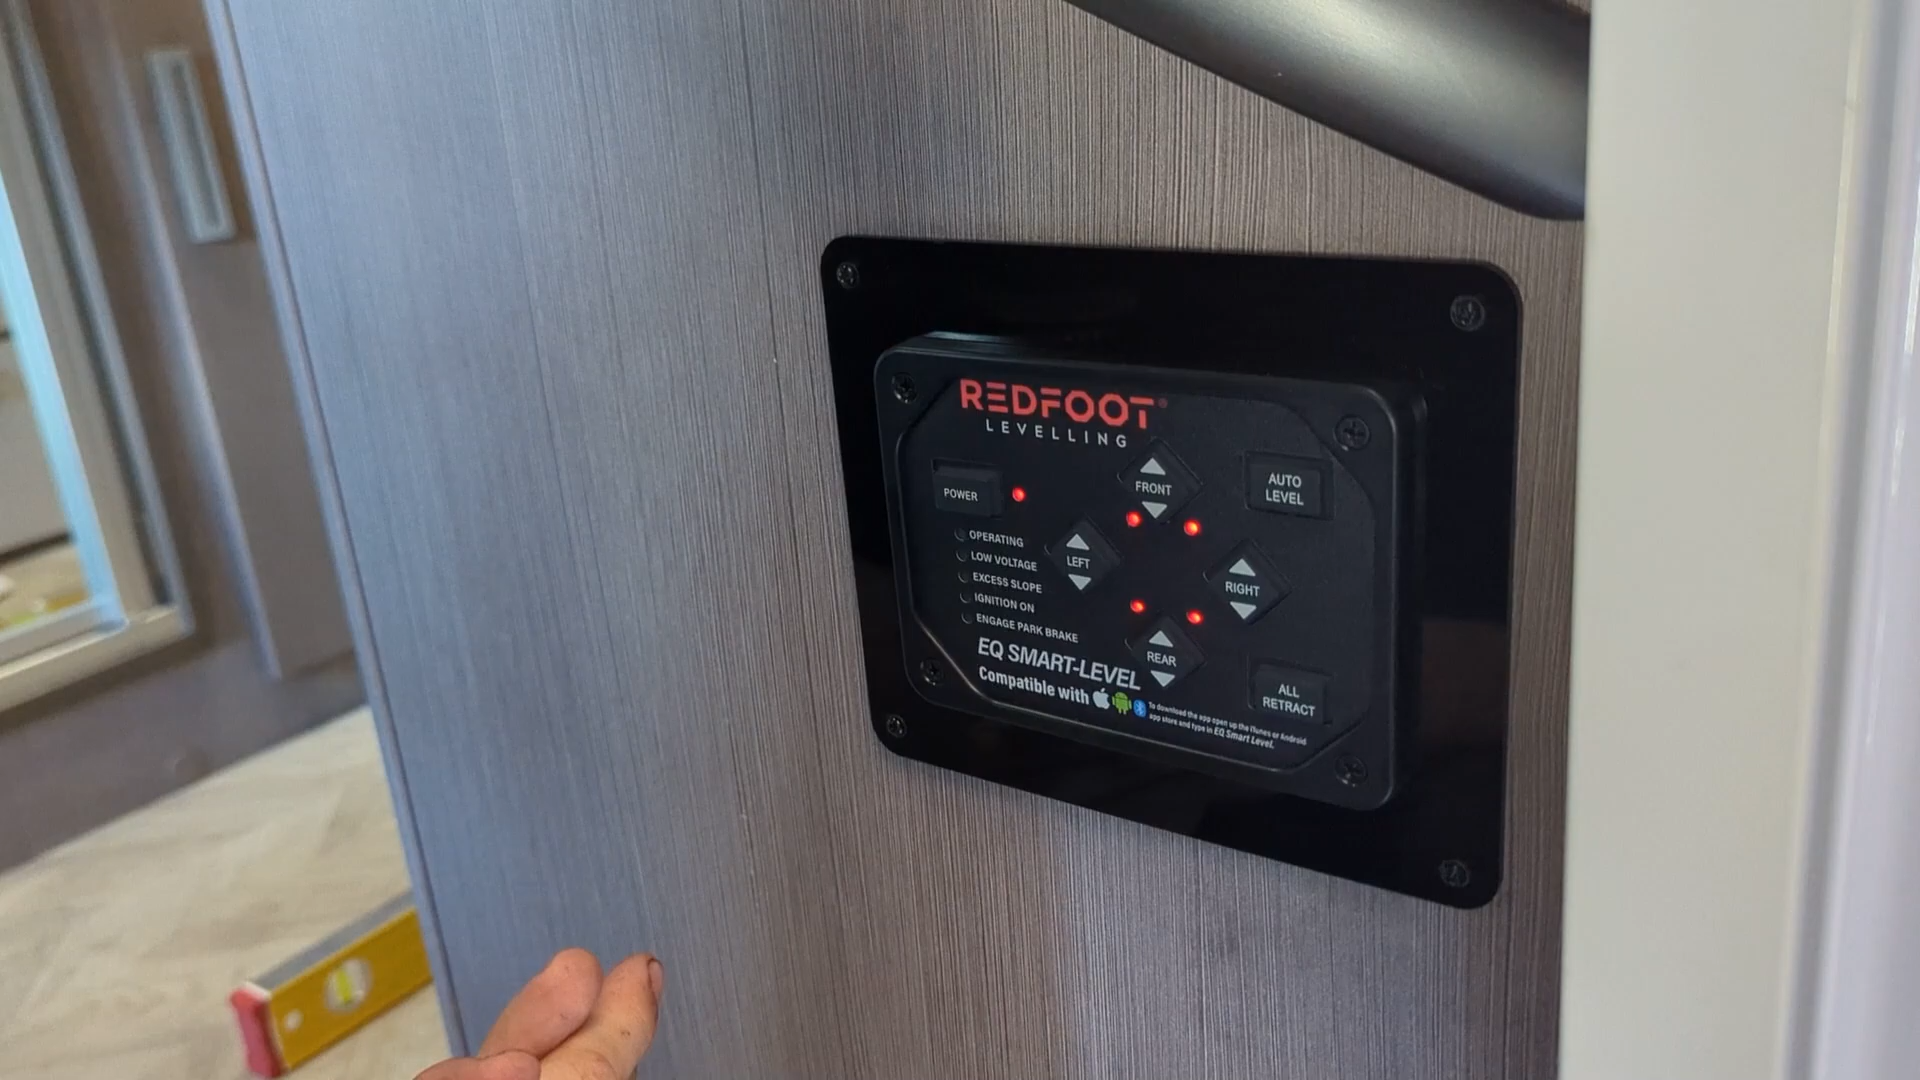 REDFOOT®
LEVELLING
POWER
FRONT
AUTO
LEVEL
OPERATING
LOW VOLTAGE
EXCESS SLOPE
IGNITION ON
ENGAGE PARK BRAKE
LEFT
RIGHT
REAR
EQ SMART-LEVEL
Compatible with
To download the app open up the iTunes or Android
app store and type in EQ Smart Level.
ALL
RETRACT